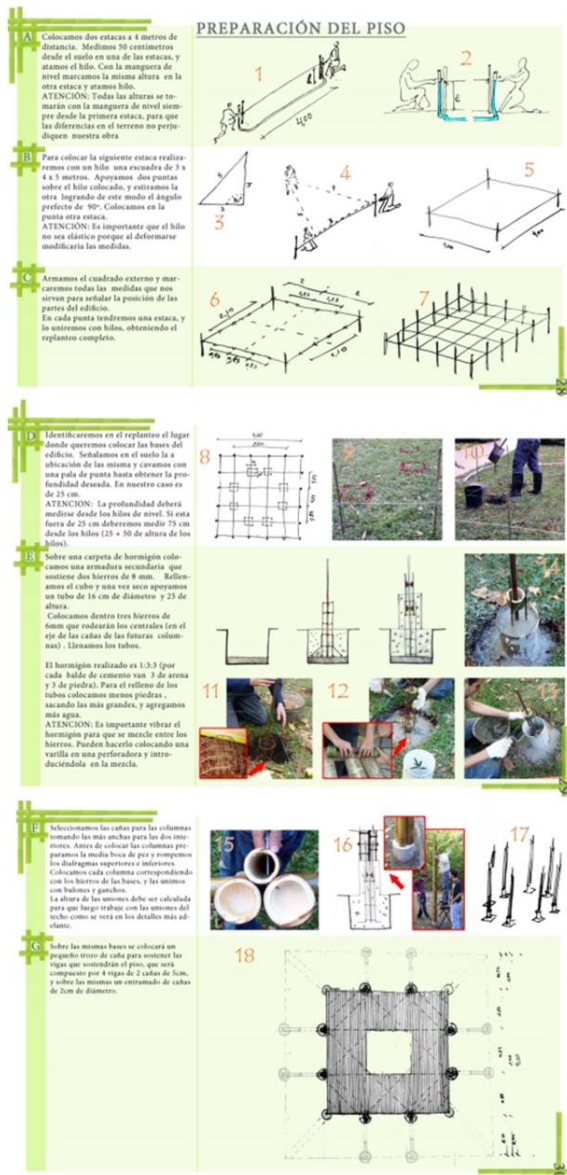 PREPARACIÓN DEL PISO
A
Colocamos dos estacas a 4 metros de
distancia. Medimos 50 centímetros
desde el suelo en una de las estacas, y
atamos el hilo. Con la manguera de
nivel marcamos la misma altura en la
otra estaca y atamos hilo.
ATENCIÓN: Todas las alturas se to-
marán con la manguera de nivel siem-
pre desde la primera estaca, para que
las diferencias en el terreno no perju-
diquen nuestra obra
1
4,00
2
B
Para colocar la siguiente estaca realiza-
remos con un hilo una escuadra de 3 x
4 x 5 metros. Apoyamos dos puntas
sobre el hilo colocado, y estiramos la
otra logrando de este modo el ángulo
prefecto de 90º. Colocamos en la
punta otra estaca.
ATENCIÓN: Es importante que el hilo
no sea elástico porque al deformarse
modificaria las medidas.
3
4
5
C
Armamos el cuadrado externo y mar-
caremos todas las medidas que nos
sirvan para señalar la posición de las
partes del edificio.
En cada punta tendremos una estaca, y
lo uniremos con hilos, obteniendo el
replanteo completo.
6
7
28
D
Identificaremos en el replanteo el lugar
donde queremos colocar las bases del
edificio. Señalamos en el suelo la a
ubicación de las misma y cavamos con
una pala de punta hasta obtener la pro-
fundidad deseada. En nuestro caso es
de 25 cm.
ATENCION: La profundidad deberá
medirse desde los hilos de nivel. Si esta
fuera de 25 cm deberemos medir 75 cm
desde los hilos (25 + 50 de altura de los
hilos).
8
9
10
E
Sobre una carpeta de hormigón colo-
camos una armadura secundaria que
sostiene dos hierros de 8 mm. Rellen-
amos el cubo y una vez seco apoyamos
un tubo de 16 cm de diámetro y 25 de
altura.
Colocamos dentro tres hierros de
6mm que rodearán los centrales (en el
eje de las cañas de las futuras colum-
nas) . Llenamos los tubos.
El hormigón realizado es 1:3:3 (por
cada balde de cemento van 3 de arena
y 3 de piedra). Para el relleno de los
tubos colocamos menos piedras ,
sacando las más grandes, y agregamos
más agua.
ATENCION: Es importante vibrar el
hormigón para que se mezcle entre los
hierros. Pueden hacerlo colocando una
varilla en una perforadora y intro-
duciéndola en la mezcla.
14
11
12
13
29
F
Seleccionamos las cañas para las columnas
tomando las más anchas para las dos inte-
riores. Antes de colocar las columnas pre-
paramos la media boca de pez y rompemos
los diafragmas superiores e inferiores.
Colocamos cada columna correspondiendo
con los hierros de las bases, y las unimos
con bulones y ganchos.
La altura de las uniones debe ser calculada
para que luego trabaje con las uniones del
techo como se verá en los detalles más ad-
elante.
15
16
17
G
Sobre las mismas bases se colocará un
pequeño trozo de caña para sostener las
vigas que sostendrán el piso, que será
compuesto por 4 vigas de 2 cañas de 5cm,
y sobre las mismas un entramado de cañas
de 2cm de diámetro.
18
30